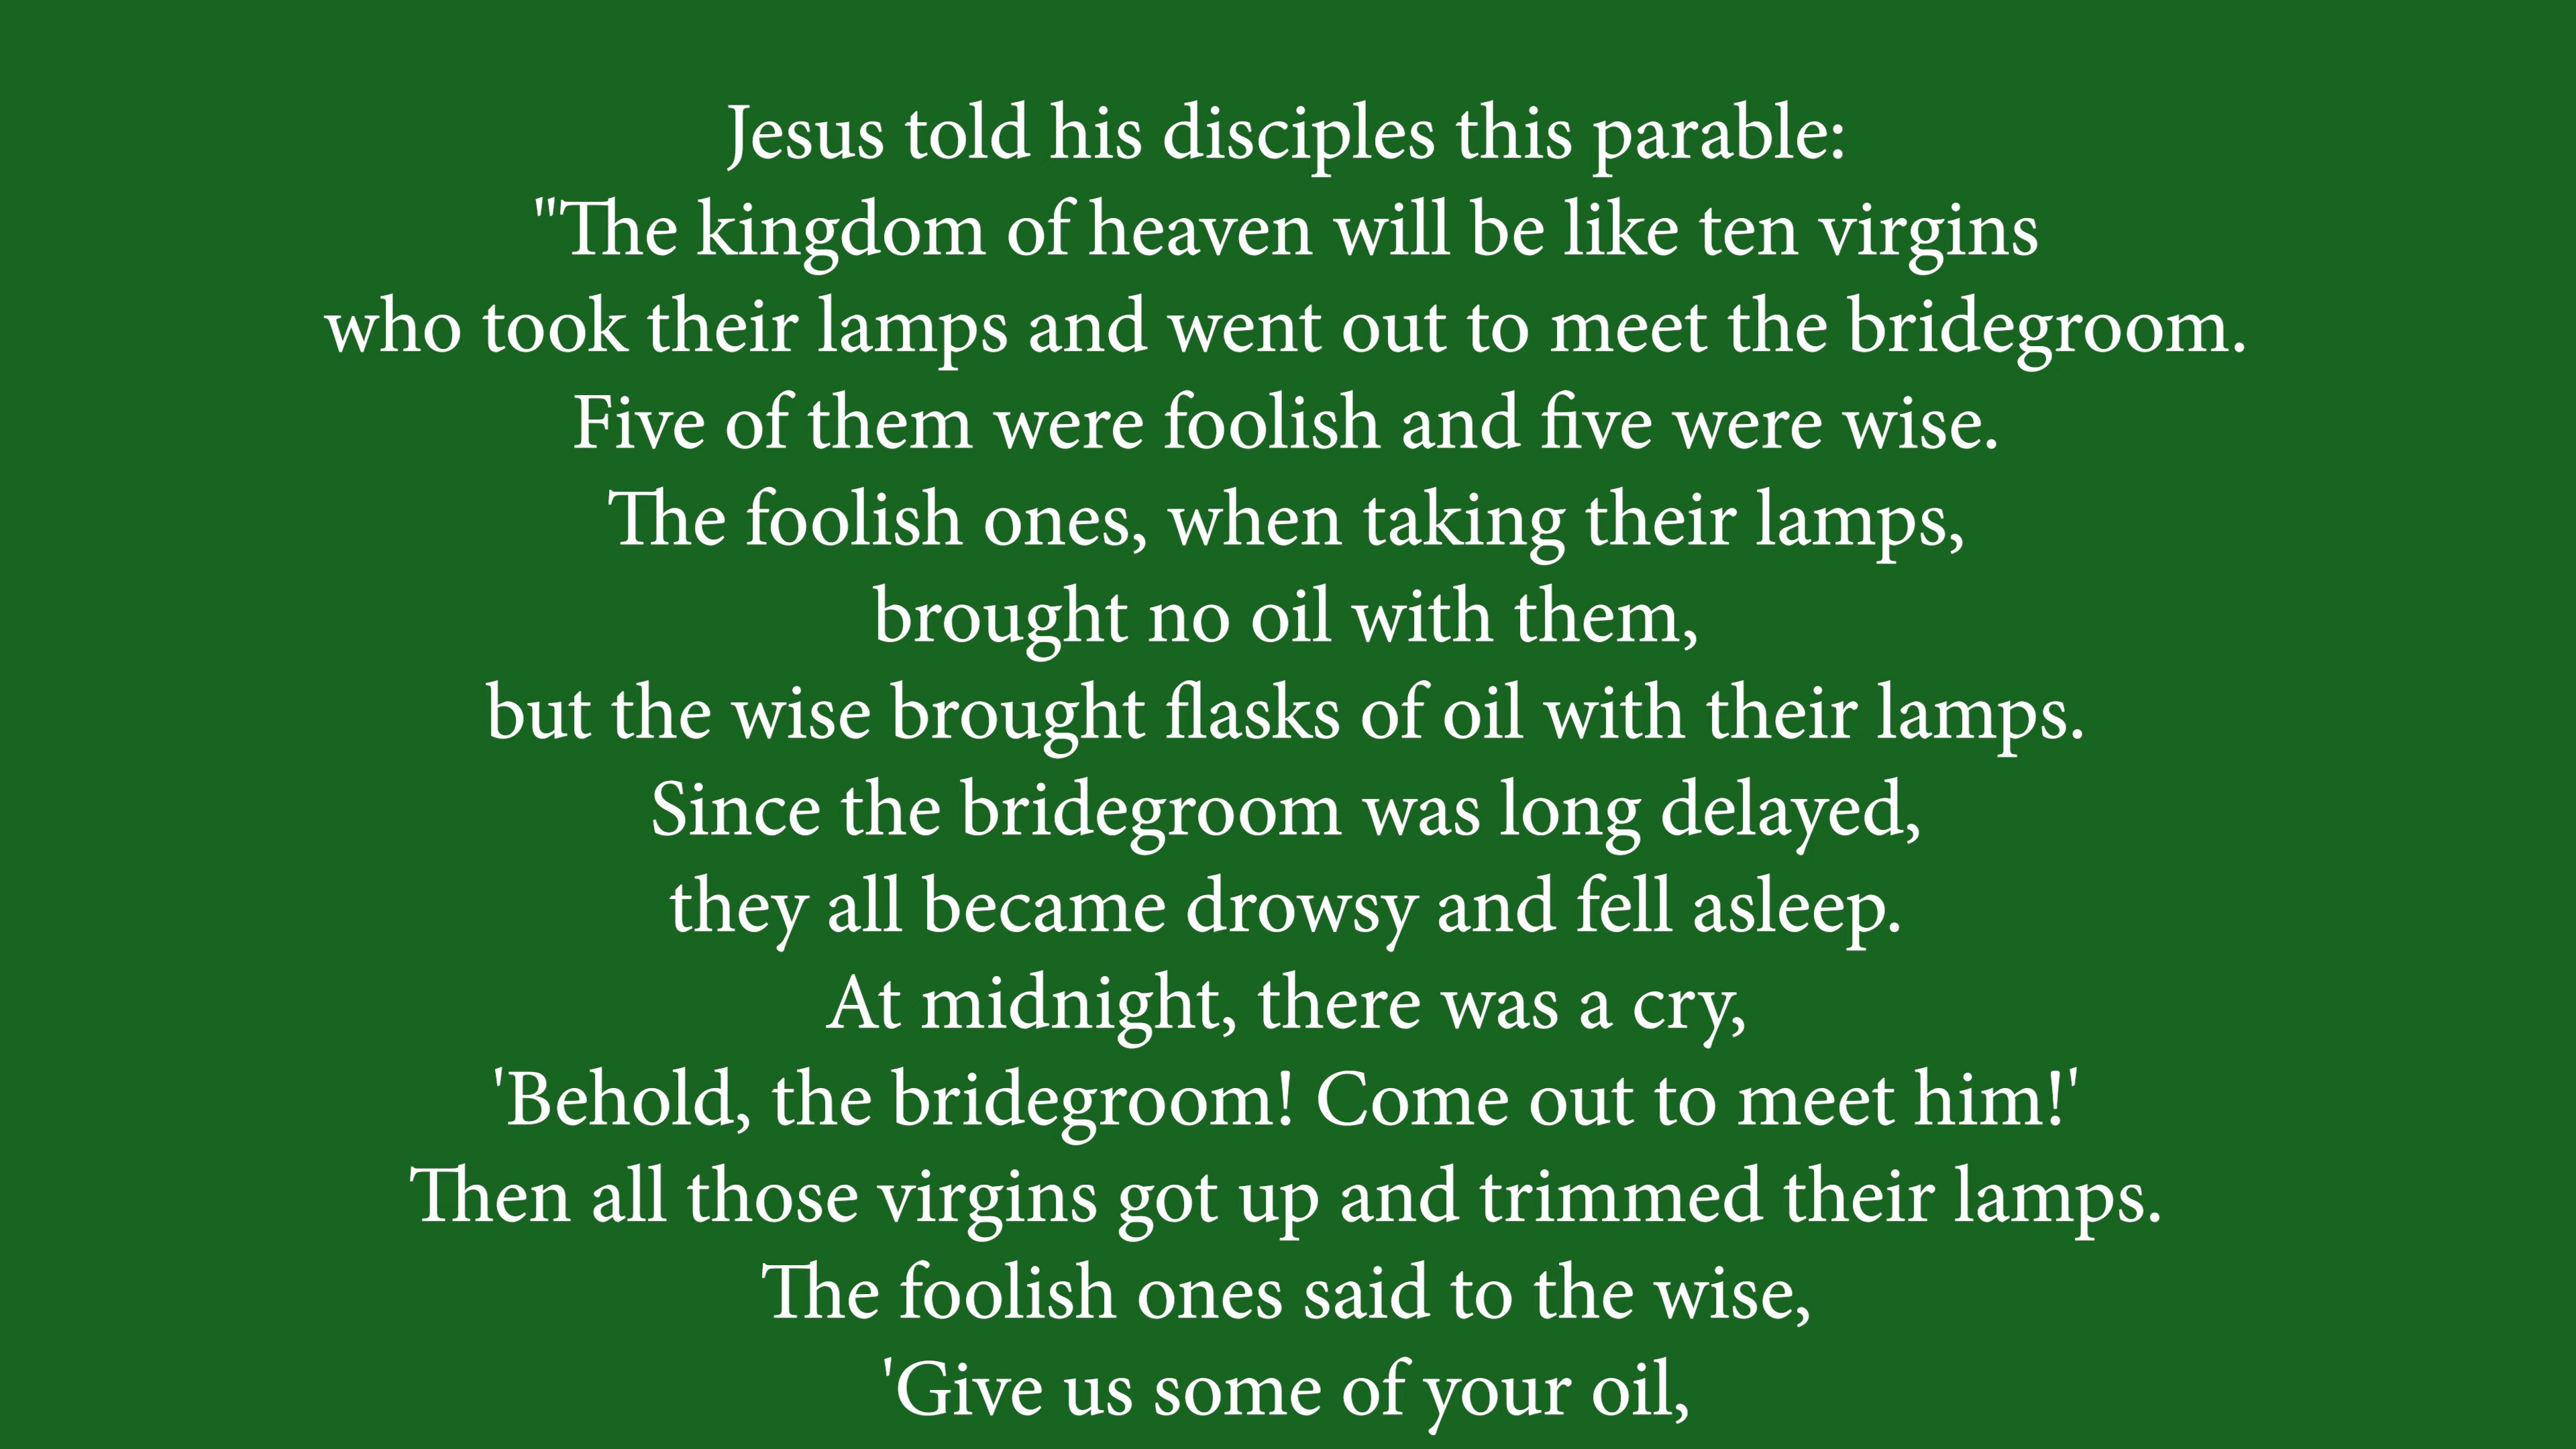 Jesus told his disciples this parable:
"The kingdom of heaven will be like ten virgins
who took their lamps and went out to meet the bridegroom.
Five of them were foolish and five were wise.
The foolish ones, when taking their lamps,
brought no oil with them,
but the wise brought flasks of oil with their lamps.
Since the bridegroom was long delayed,
they all became drowsy and fell asleep.
At midnight, there was a cry,
'Behold, the bridegroom! Come out to meet him!'
Then all those virgins got up and trimmed their lamps.
The foolish ones said to the wise,
'Give us some of your oil,